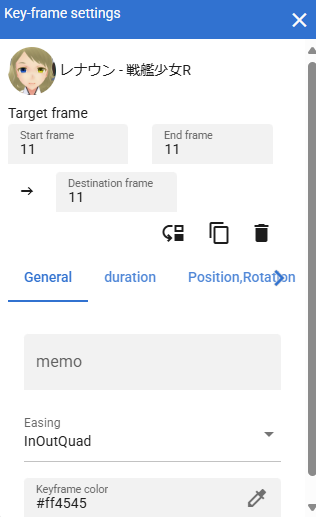 Key-frame settings
レナウン - 戦艦少女R
Target frame
Start frame
11
End frame
11
Destination frame
11
General duration Position,Rotation
memo
Easing
InOutQuad
Keyframe color
#ff4545